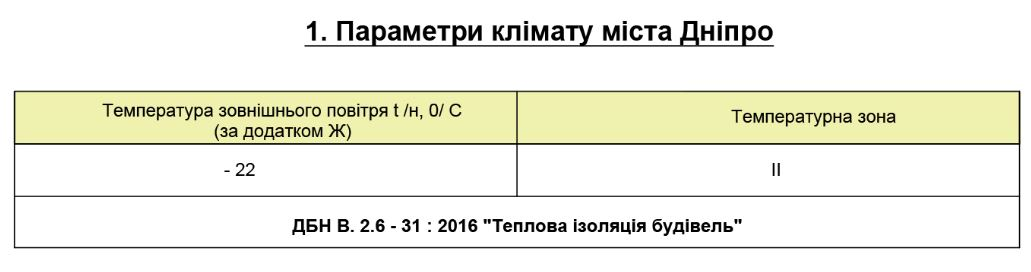 1. Параметри клімату міста Дніпро
Температура зовнішнього повітря t /н, 0/ С
(за додатком Ж)
Температурна зона
- 22
II
ДБН В. 2.6 - 31 : 2016 "Теплова ізоляція будівель"